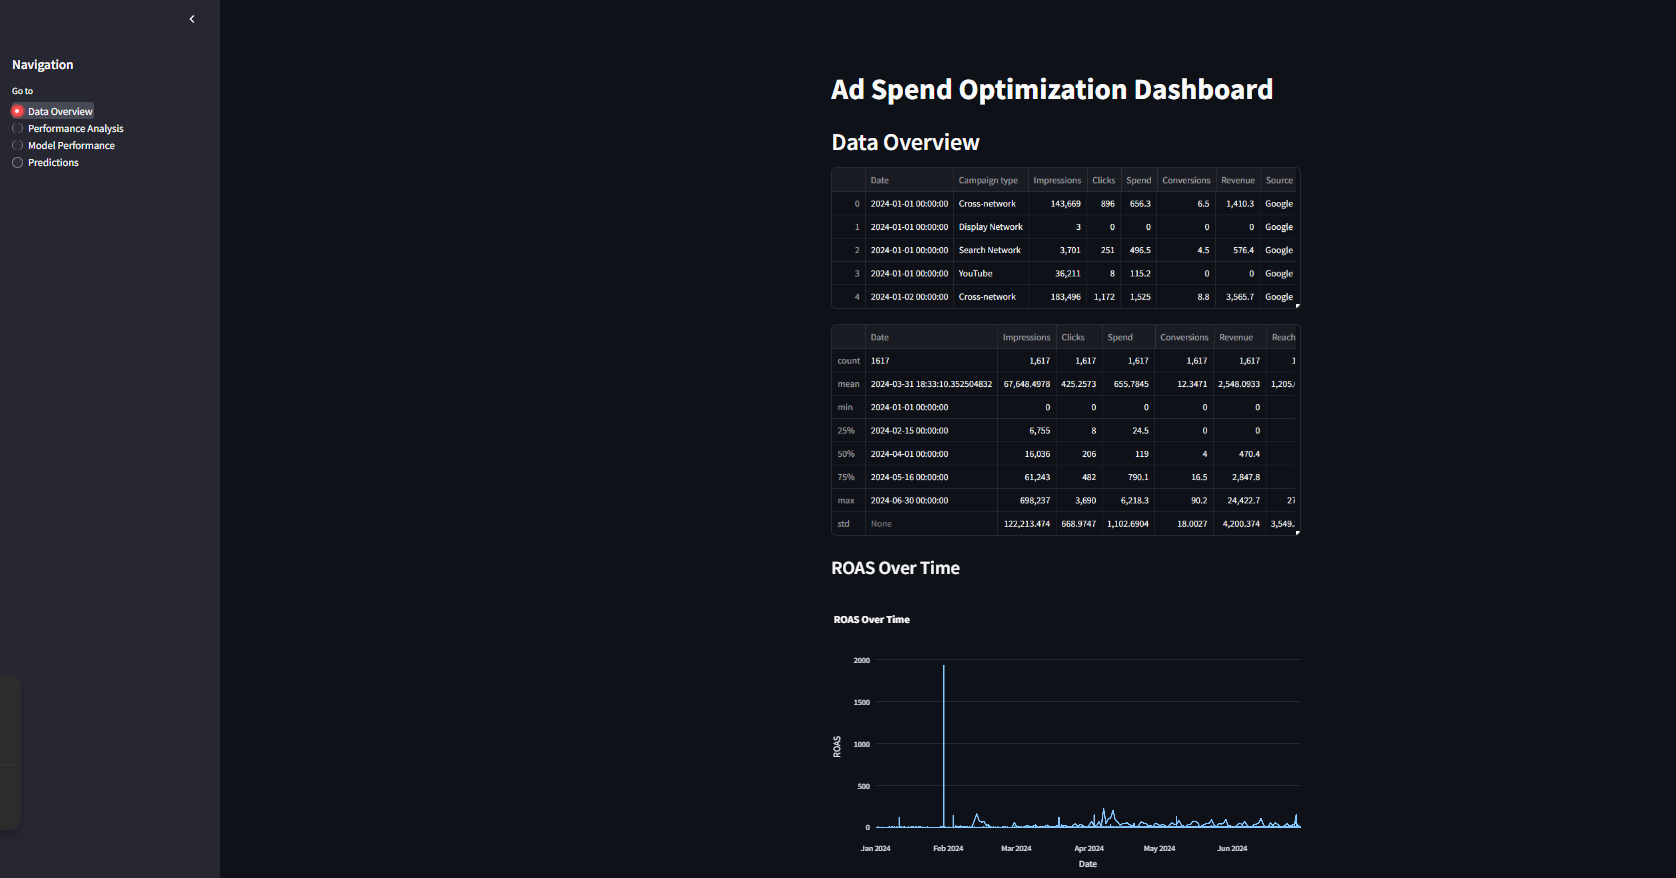 Navigation
Go to
Data Overview
Performance Analysis
Model Performance
Predictions
Ad Spend Optimization Dashboard
Data Overview
Date Campaign type Impressions Clicks Spend Conversions Revenue Source
0 2024-01-01 00:00:00 Cross-network 143,669 896 656.3 6.5 1,410.3 Google
1 2024-01-01 00:00:00 Display Network 3 0 0 0 0 Google
2 2024-01-01 00:00:00 Search Network 3,701 251 496.5 4.5 576.4 Google
3 2024-01-01 00:00:00 YouTube 36,211 8 115.2 0 0 Google
4 2024-01-02 00:00:00 Cross-network 183,496 1,172 1,525 8.8 3,565.7 Google
Date Impressions Clicks Spend Conversions Revenue Reach
count 1617 1,617 1,617 1,617 1,617 1,617 1
mean 2024-03-31 18:33:10.352504832 67,648.4978 425.2573 655.7845 12.3471 2,548.0933 1,205.
min 2024-01-01 00:00:00 0 0 0 0 0
25% 2024-02-15 00:00:00 6,755 8 24.5 0 0
50% 2024-04-01 00:00:00 16,036 206 119 4 470.4
75% 2024-05-16 00:00:00 61,243 482 790.1 16.5 2,847.8
max 2024-06-30 00:00:00 698,237 3,690 6,218.3 90.2 24,422.7 27
std None 122,213.474 668.9747 1,102.6904 18.0027 4,200.374 3,549.
ROAS Over Time
ROAS Over Time
2000
1500
1000
500
0
ROAS
Jan 2024 Feb 2024 Mar 2024 Apr 2024 May 2024 Jun 2024
Date